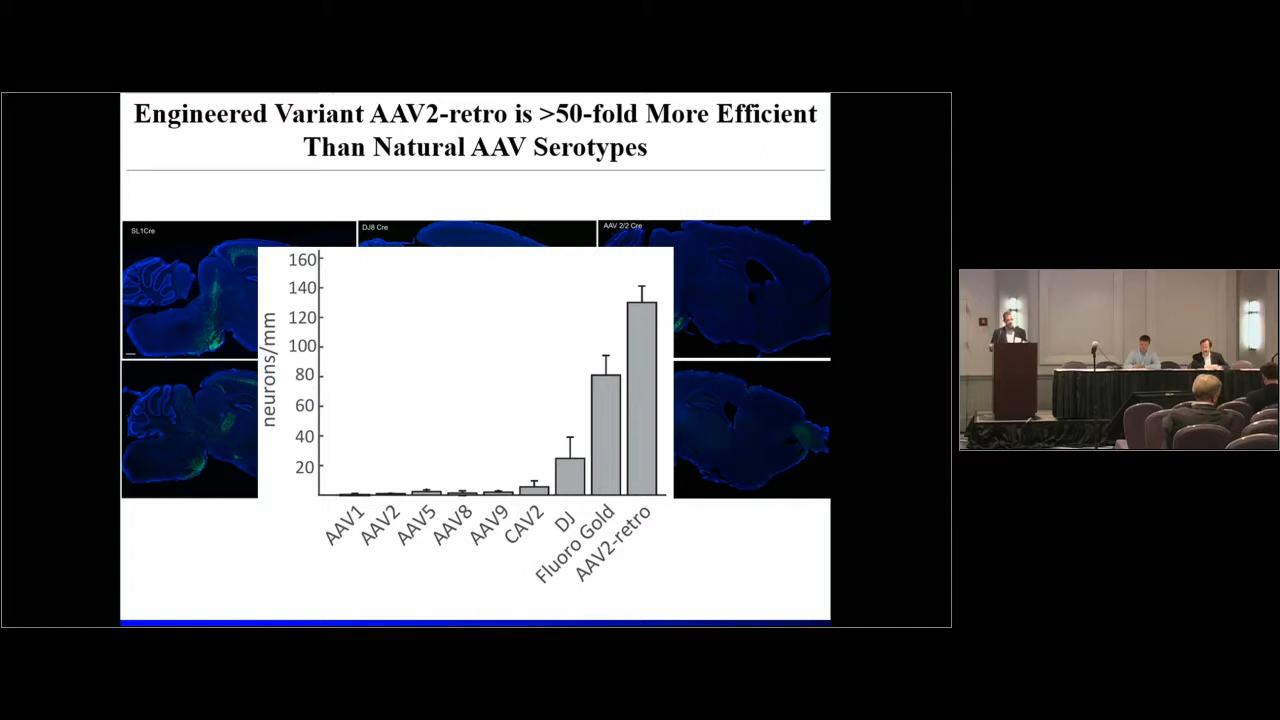 Engineered Variant AAV2-retro is >50-fold More Efficient
Than Natural AAV Serotypes
SL1Cre
DJ8 Cre
AAV 2/2 Cre
neurons/mm
160
140
120
100
80
60
40
20
AAV1
AAV2
AAV5
AAV8
AAV9
CAV2
DJ
Fluoro Gold
AAV2-retro